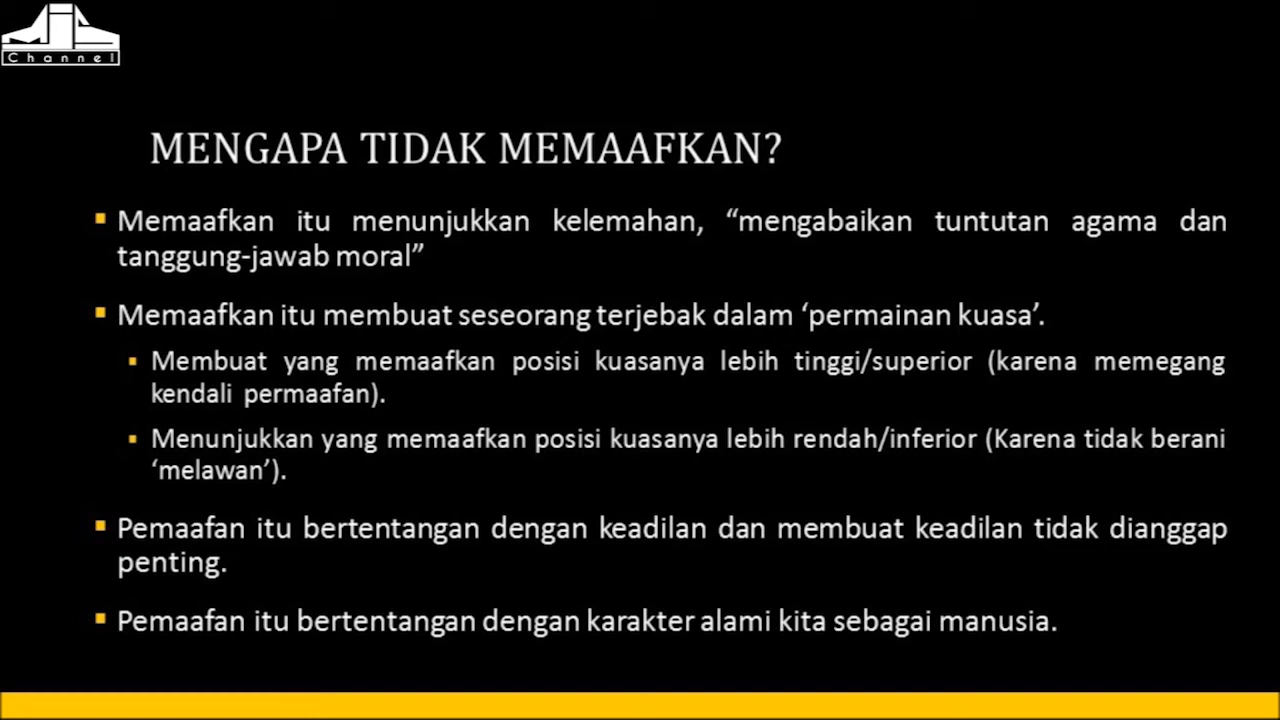 MJS
Channel
MENGAPA TIDAK MEMAAFKAN?
Memaafkan itu menunjukkan kelemahan, “mengabaikan tuntutan agama dan
tanggung-jawab moral”
Memaafkan itu membuat seseorang terjebak dalam ‘permainan kuasa’.
Membuat yang memaafkan posisi kuasanya lebih tinggi/superior (karena memegang
kendali permaafan).
Menunjukkan yang memaafkan posisi kuasanya lebih rendah/inferior (Karena tidak berani
‘melawan’).
Pemaafan itu bertentangan dengan keadilan dan membuat keadilan tidak dianggap
penting.
Pemaafan itu bertentangan dengan karakter alami kita sebagai manusia.